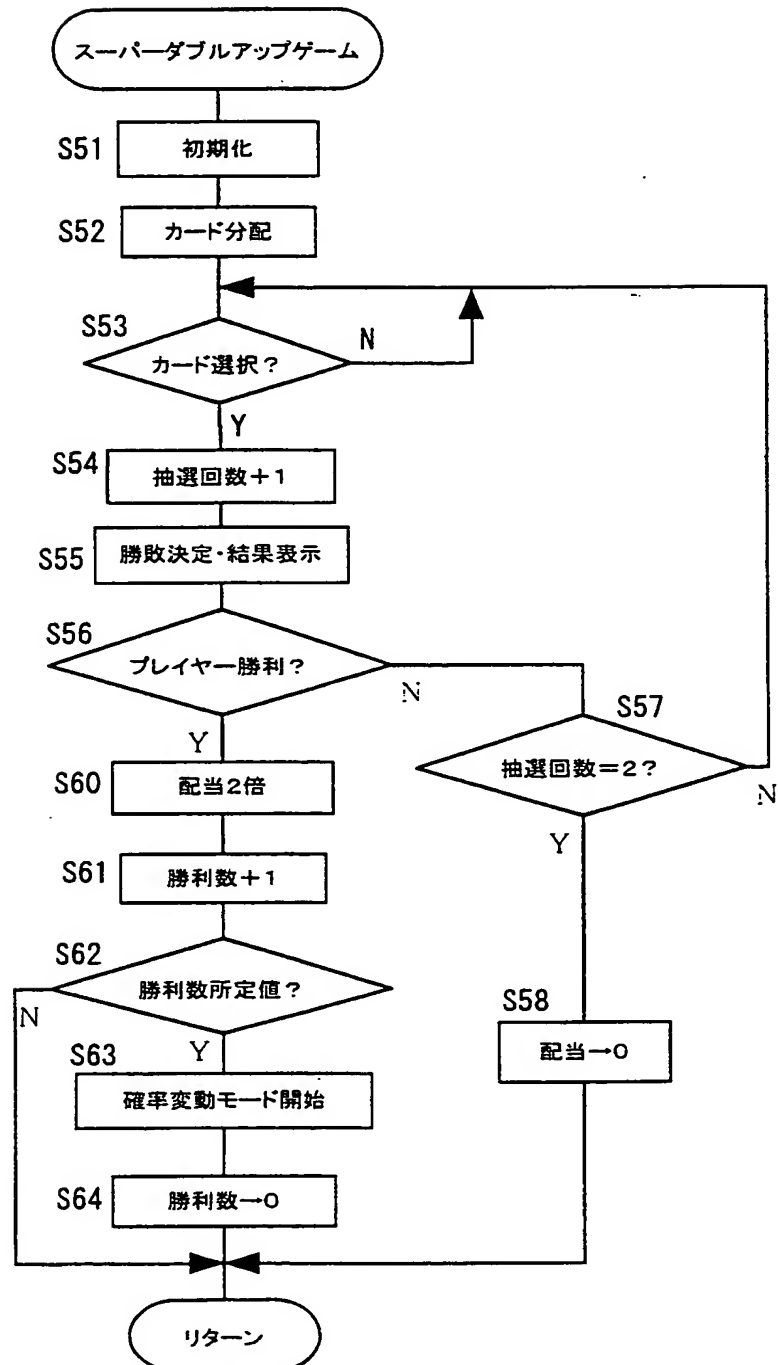 スーパーダブルアップゲーム
S51
初期化
S52
カード分配
S53
カード選択?
N
Y
S54
抽選回数+1
S55
勝敗決定・結果表示
S56
プレイヤー勝利?
N
Y
S57
抽選回数=2?
N
Y
S60
配当2倍
S61
勝利数+1
S62
勝利数所定値?
N
Y
S58
配当→0
S63
確率変動モード開始
S64
勝利数→0
リターン